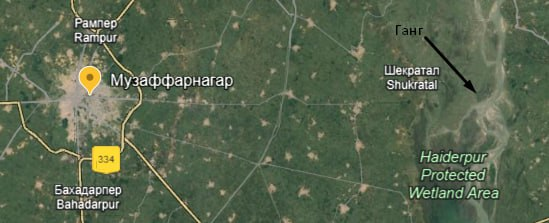 Рампер
Rampur
Ганг
Музаффарнагар
Шекратал
Shukratal
334
Haiderpur
Protected
Wetland Area
Бахадарпер
Bahadarpur